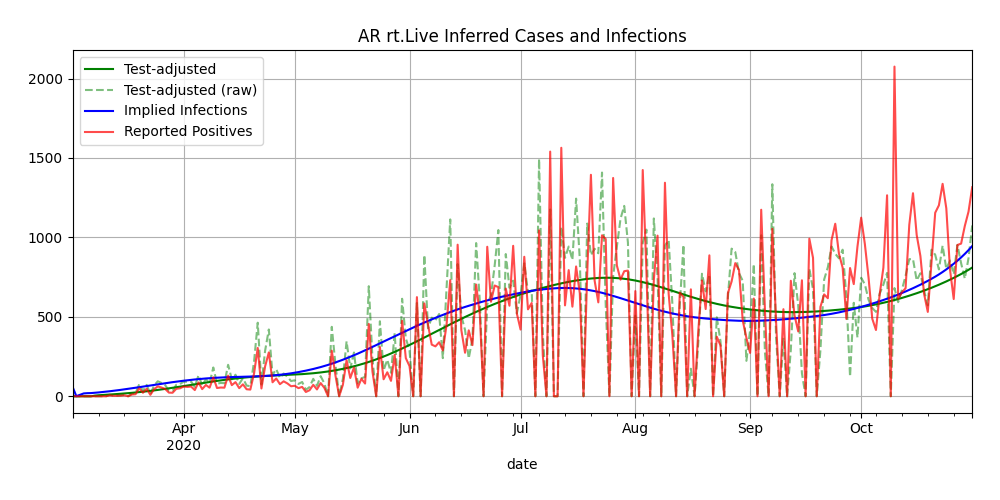 AR rt.Live Inferred Cases and Infections
Test-adjusted
Test-adjusted (raw)
Implied Infections
Reported Positives
2000
1500
1000
500
0
Apr May Jun Jul Aug Sep Oct
2020
date